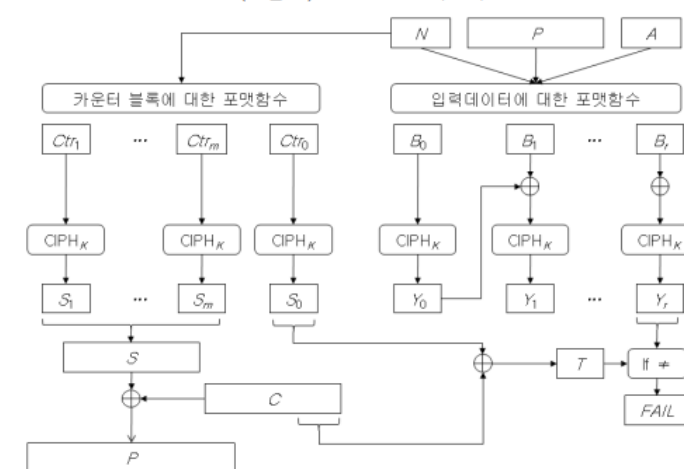 N P A
카운터 블록에 대한 포맷함수 입력데이터에 대한 포맷함수
Ctr1 ... Ctrm Ctr0 B0 B1 ... Br
CIPHK CIPHK CIPHK CIPHK CIPHK CIPHK
S1 ... Sm S0 Y0 Y1 ... Yr
S T If ≠
C FAIL
P